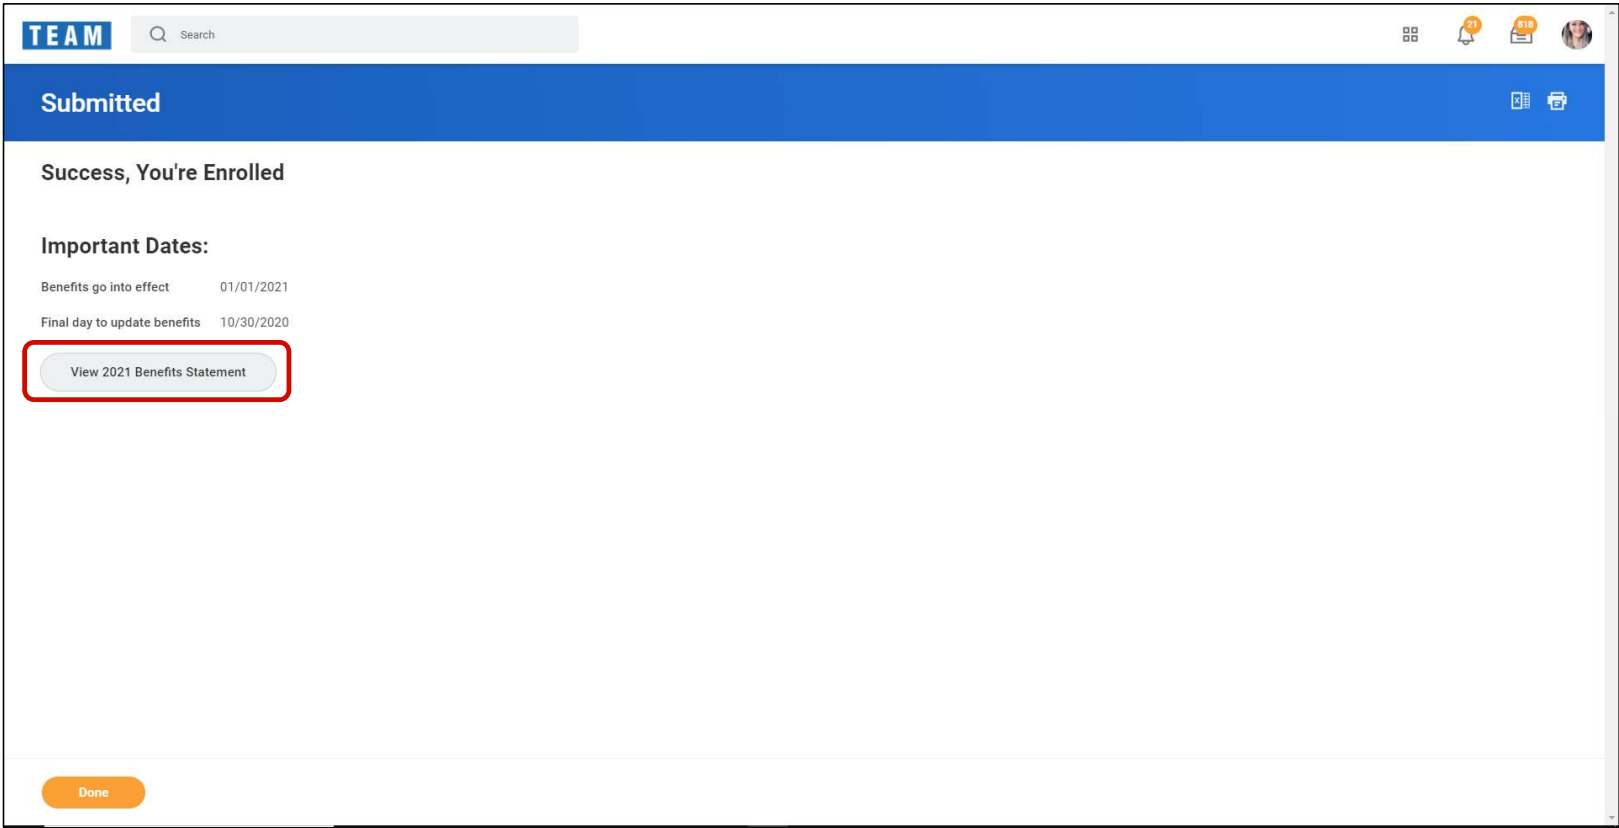 TEAM
Search
21
818
Submitted
Success, You're Enrolled
Important Dates:
Benefits go into effect 01/01/2021
Final day to update benefits 10/30/2020
View 2021 Benefits Statement
Done